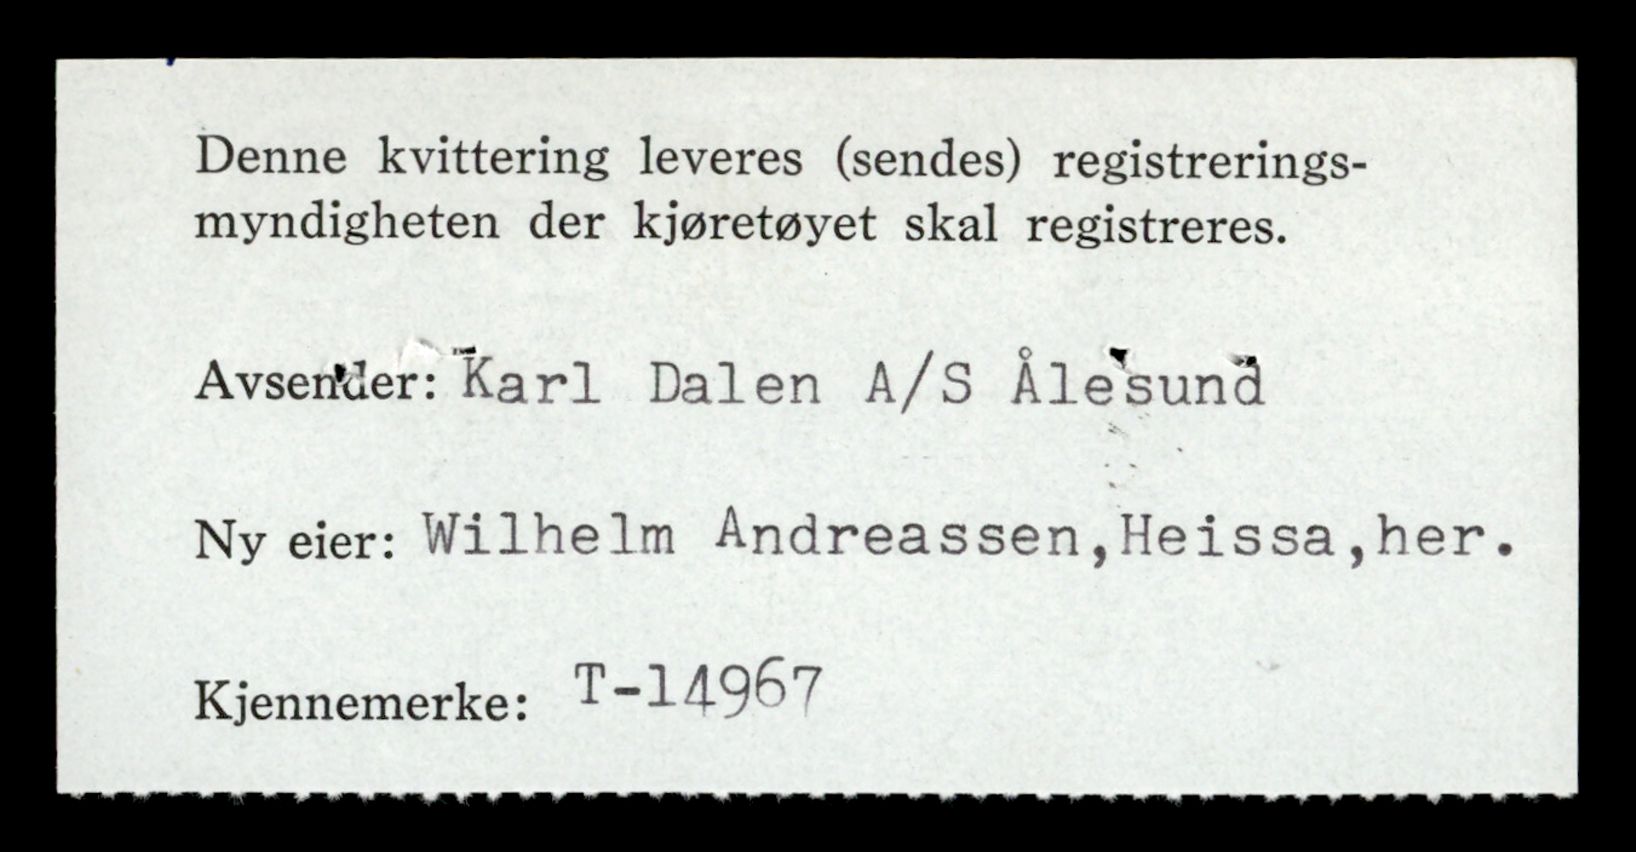 Denne kvittering leveres (sendes) registrerings-
myndigheten der kjøretøyet skal registreres.
Avsender: Karl Dalen A/S Ålesund
Ny eier: Wilhelm Andreassen,Heissa,her.
Kjennemerke: T-14967